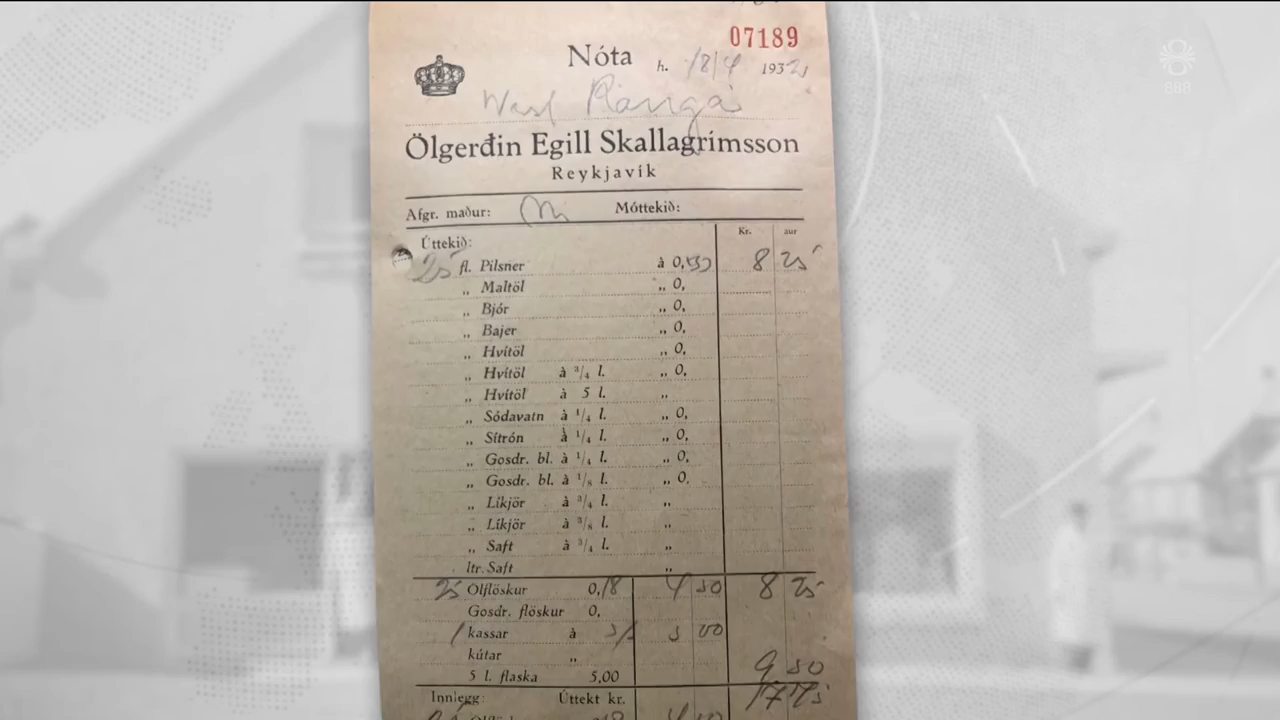 07189
Nóta h. 18/4 193
Ölgerðin Egill Skallagrímsson
Reykjavík
Afgr. maður: Móttekið:
Kr. aur
Úttekið:
25 fl. Pilsner à 0,33 8 25
„ Maltöl „ 0,
„ Bjór „ 0,
„ Bajer „ 0,
„ Hvítöl „ 0,
„ Hvítöl à 3/4 l. „ 0,
„ Hvítöl à 5 l. „
„ Sódavatn à 1/4 l. „ 0,
„ Sítrón à 1/4 l. „ 0,
„ Gosdr. bl. à 1/4 l. „ 0,
„ Gosdr. bl. à 1/8 l. „ 0.
„ Líkjör à 3/4 l. „
„ Líkjör à 3/8 l. „
„ Saft à 3/4 l. „
ltr. Saft „
25 Ölflöskur 0,18 4 50 8 25
Gosdr. flöskur 0,
1 kassar à 5 00
kútar „
9 50
5 l. flaska 5,00
17 75
Innlegg: Úttekt kr.
888